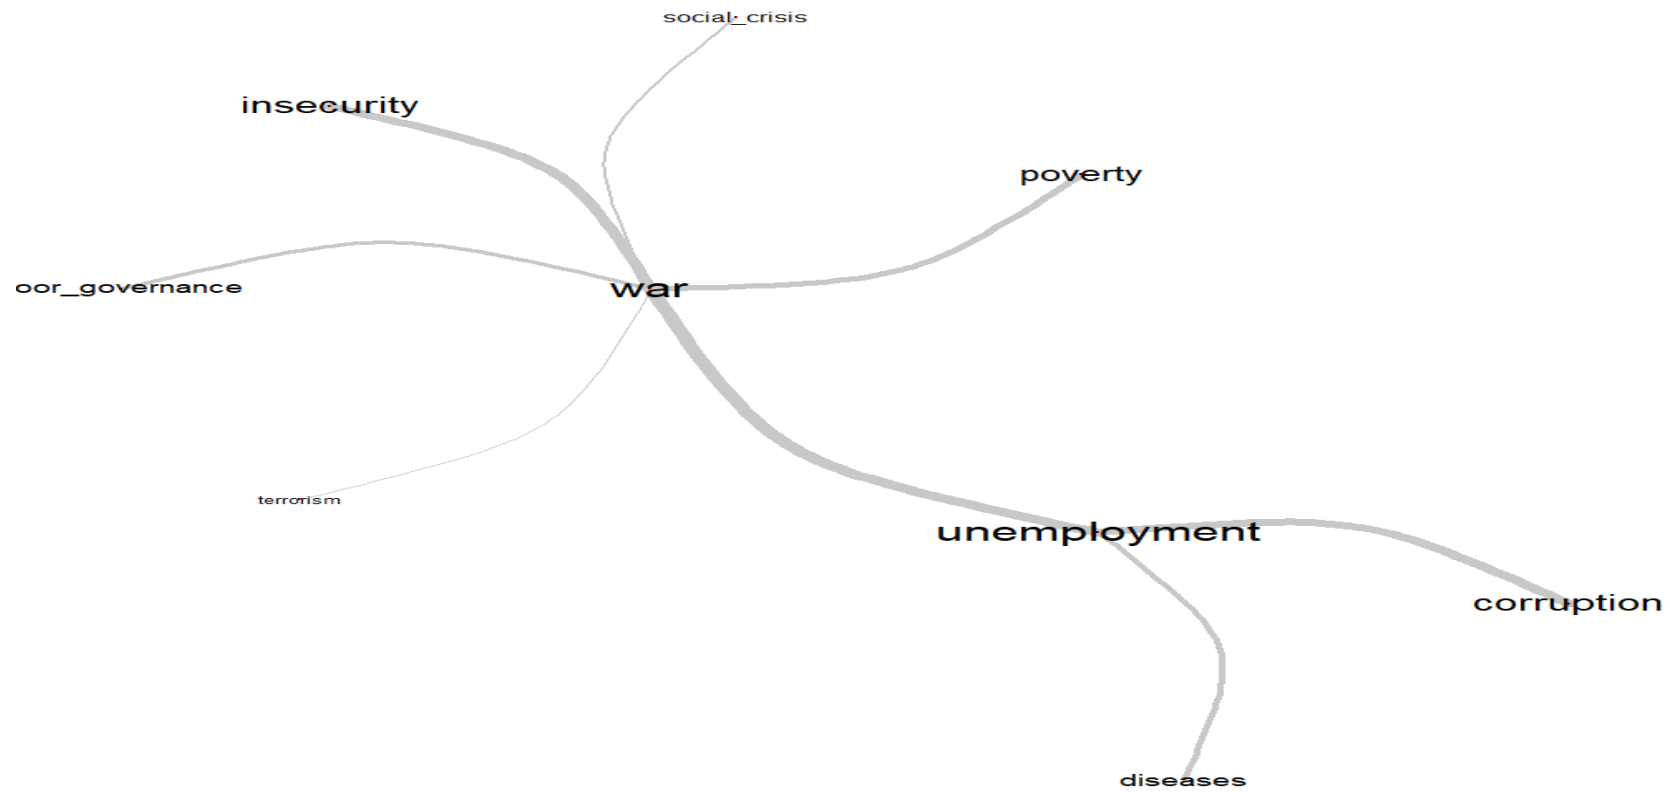 social_crisis
insecurity
poverty
oor_governance
war
terrorism
unemployment
corruption
diseases